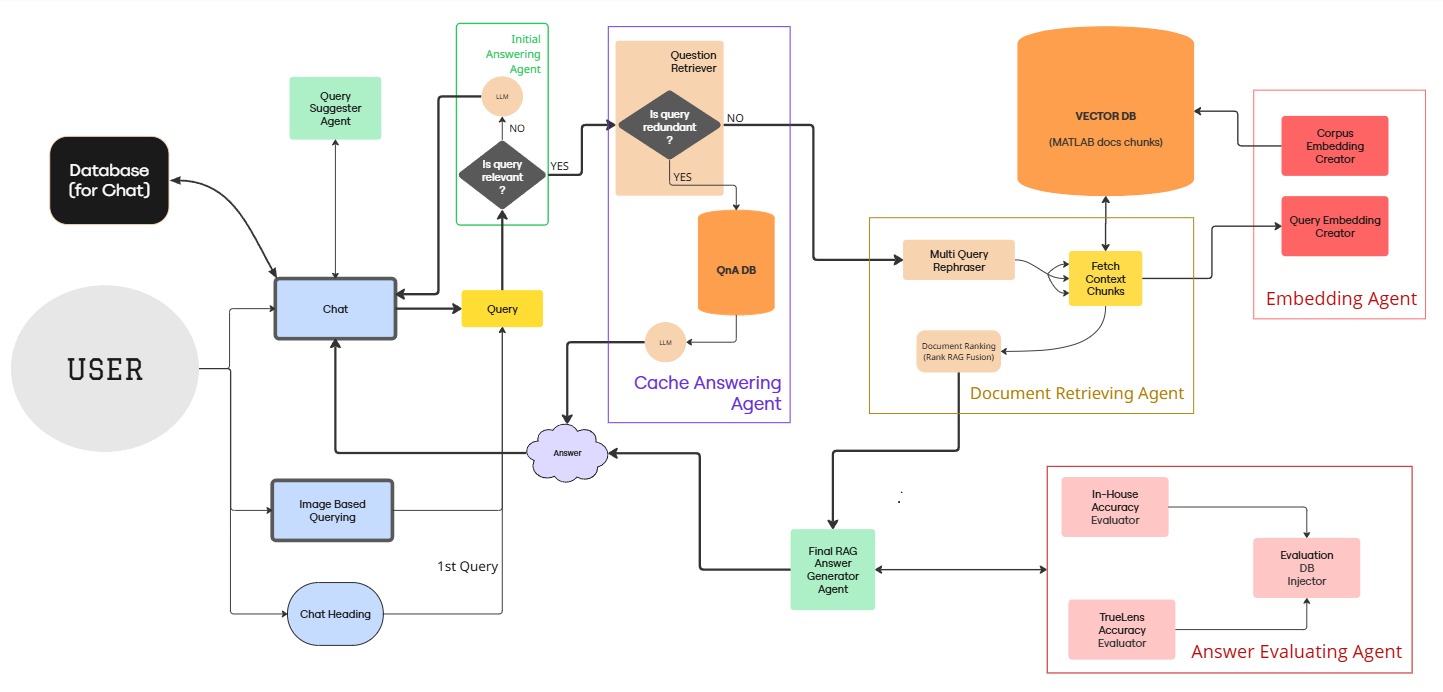 Initial
Answering
Agent
LLM
NO
Is query
relevant
?
YES
Query
Suggester
Agent
Database
(for Chat)
Chat
Query
USER
Image Based
Querying
1st Query
Chat Heading
Question
Retriever
Is query
redundant
?
NO
YES
QnA DB
LLM
Cache Answering
Agent
Answer
VECTOR DB
(MATLAB docs chunks)
Corpus
Embedding
Creator
Query Embedding
Creator
Embedding Agent
Multi Query
Rephraser
Fetch
Context
Chunks
Document Ranking
(Rank RAG Fusion)
Document Retrieving Agent
Final RAG
Answer
Generator
Agent
In-House
Accuracy
Evaluator
Evaluation
DB
Injector
TrueLens
Accuracy
Evaluator
Answer Evaluating Agent